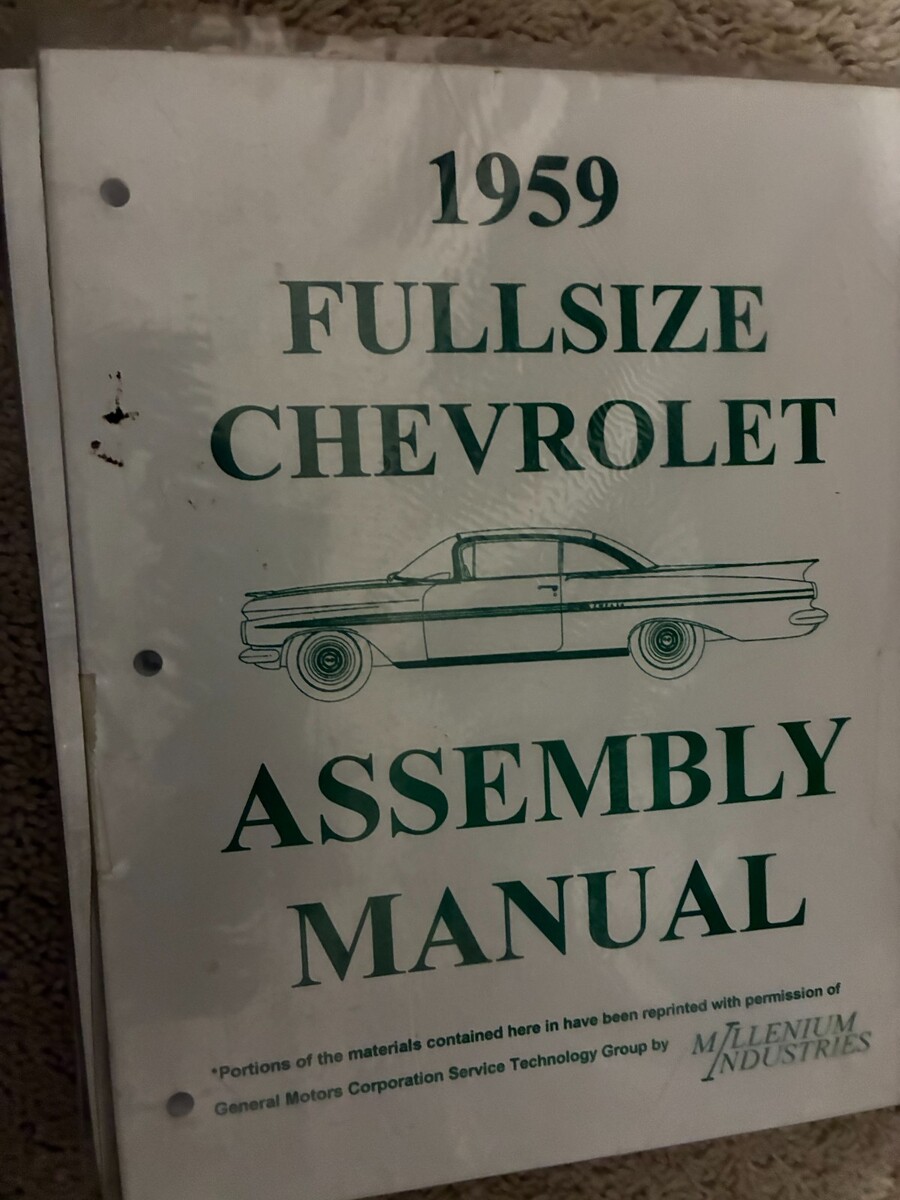 1959
FULLSIZE
CHEVROLET
ASSEMBLY
MANUAL
*Portions of the materials contained here in have been reprinted with permission of
General Motors Corporation Service Technology Group by
MILLENIUM
INDUSTRIES